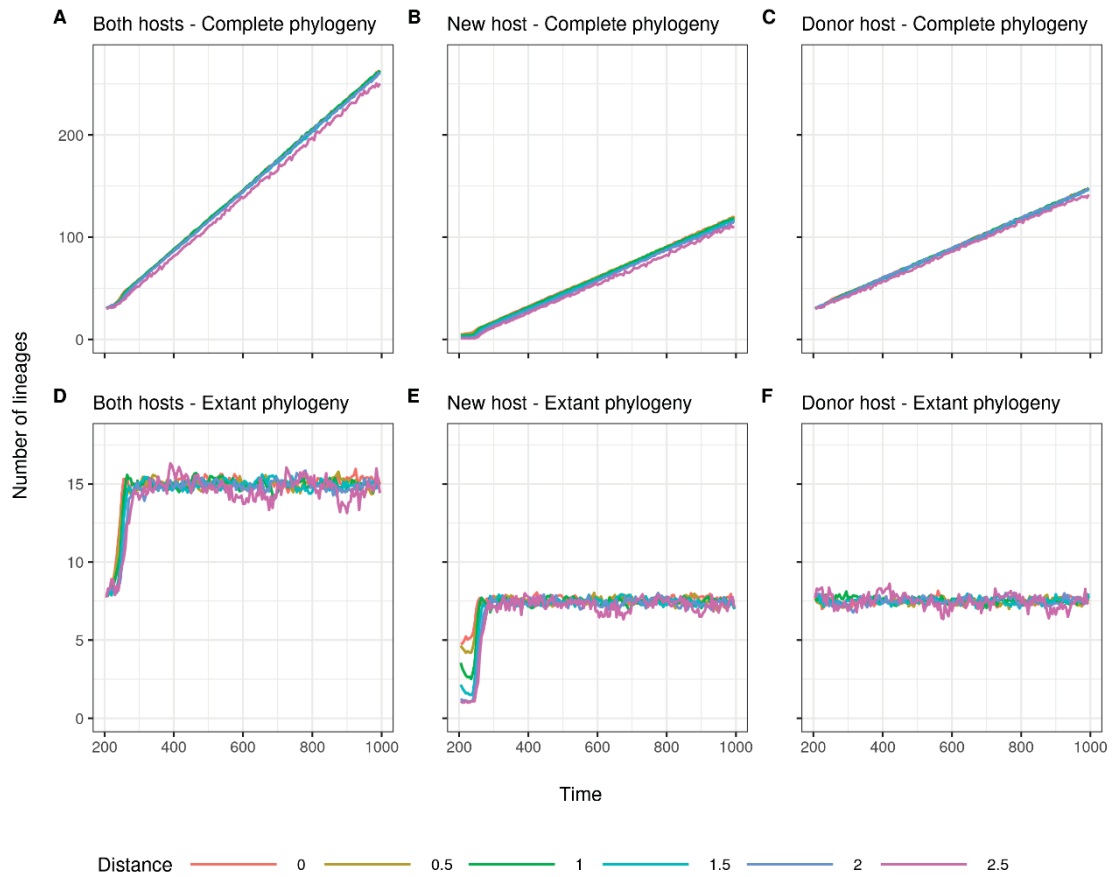 A Both hosts - Complete phylogeny
B New host - Complete phylogeny
C Donor host - Complete phylogeny
200
100
0
Number of lineages
D Both hosts - Extant phylogeny
E New host - Extant phylogeny
F Donor host - Extant phylogeny
15
10
5
0
200 400 600 800 1000
200 400 600 800 1000
200 400 600 800 1000
Time
Distance 0 0.5 1 1.5 2 2.5